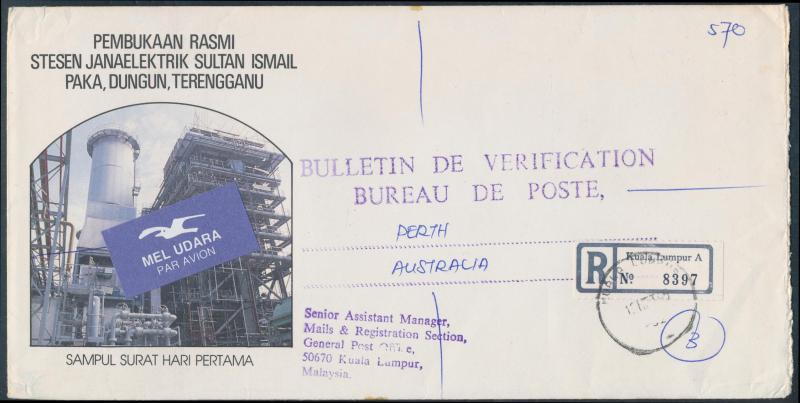 570
PEMBUKAAN RASMI
STESEN JANAELEKTRIK SULTAN ISMAIL
PAKA, DUNGUN, TERENGGANU
MEL UDARA
PAR AVION
SAMPUL SURAT HARI PERTAMA
BULLETIN DE VERIFICATION
BUREAU DE POSTE,
PERTH
AUSTRALIA
R
Kuala Lumpur A
№ 8397
Senior Assistant Manager,
Mails & Registration Section,
General Post Office,
50670 Kuala Lumpur,
Malaysia.
B